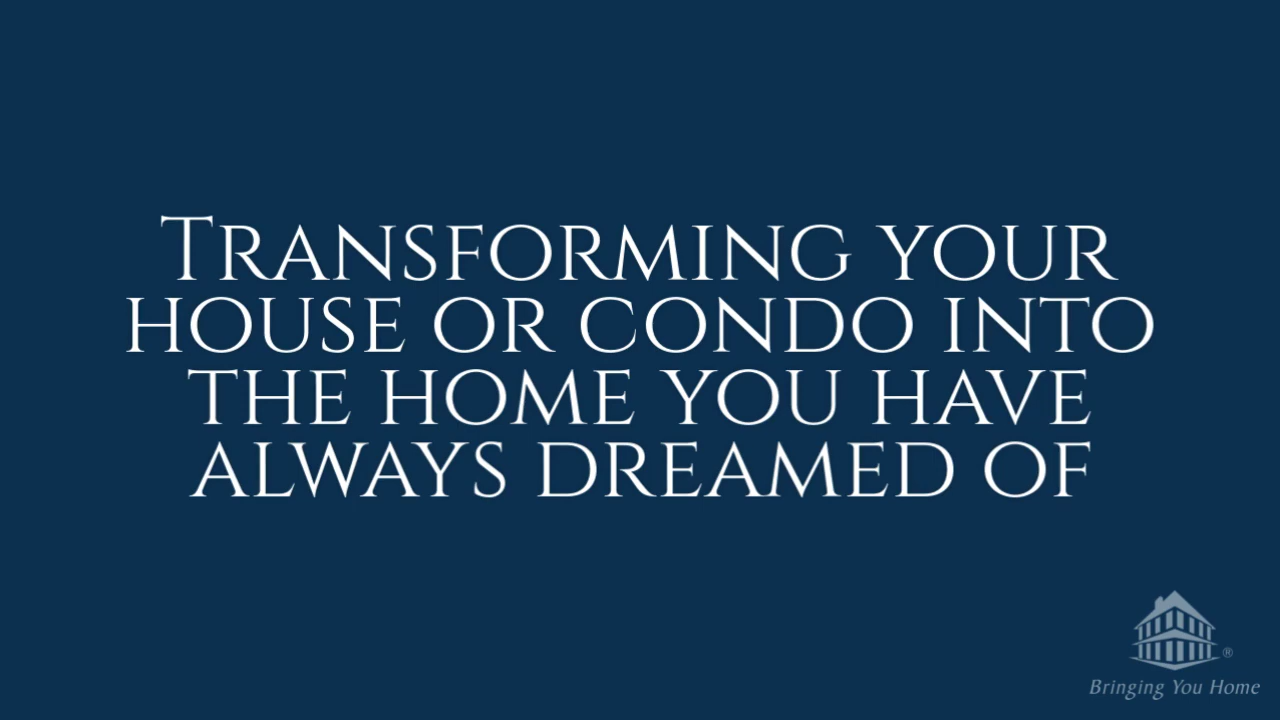 Transforming your
house or condo into
the home you have
always dreamed of
®
Bringing You Home